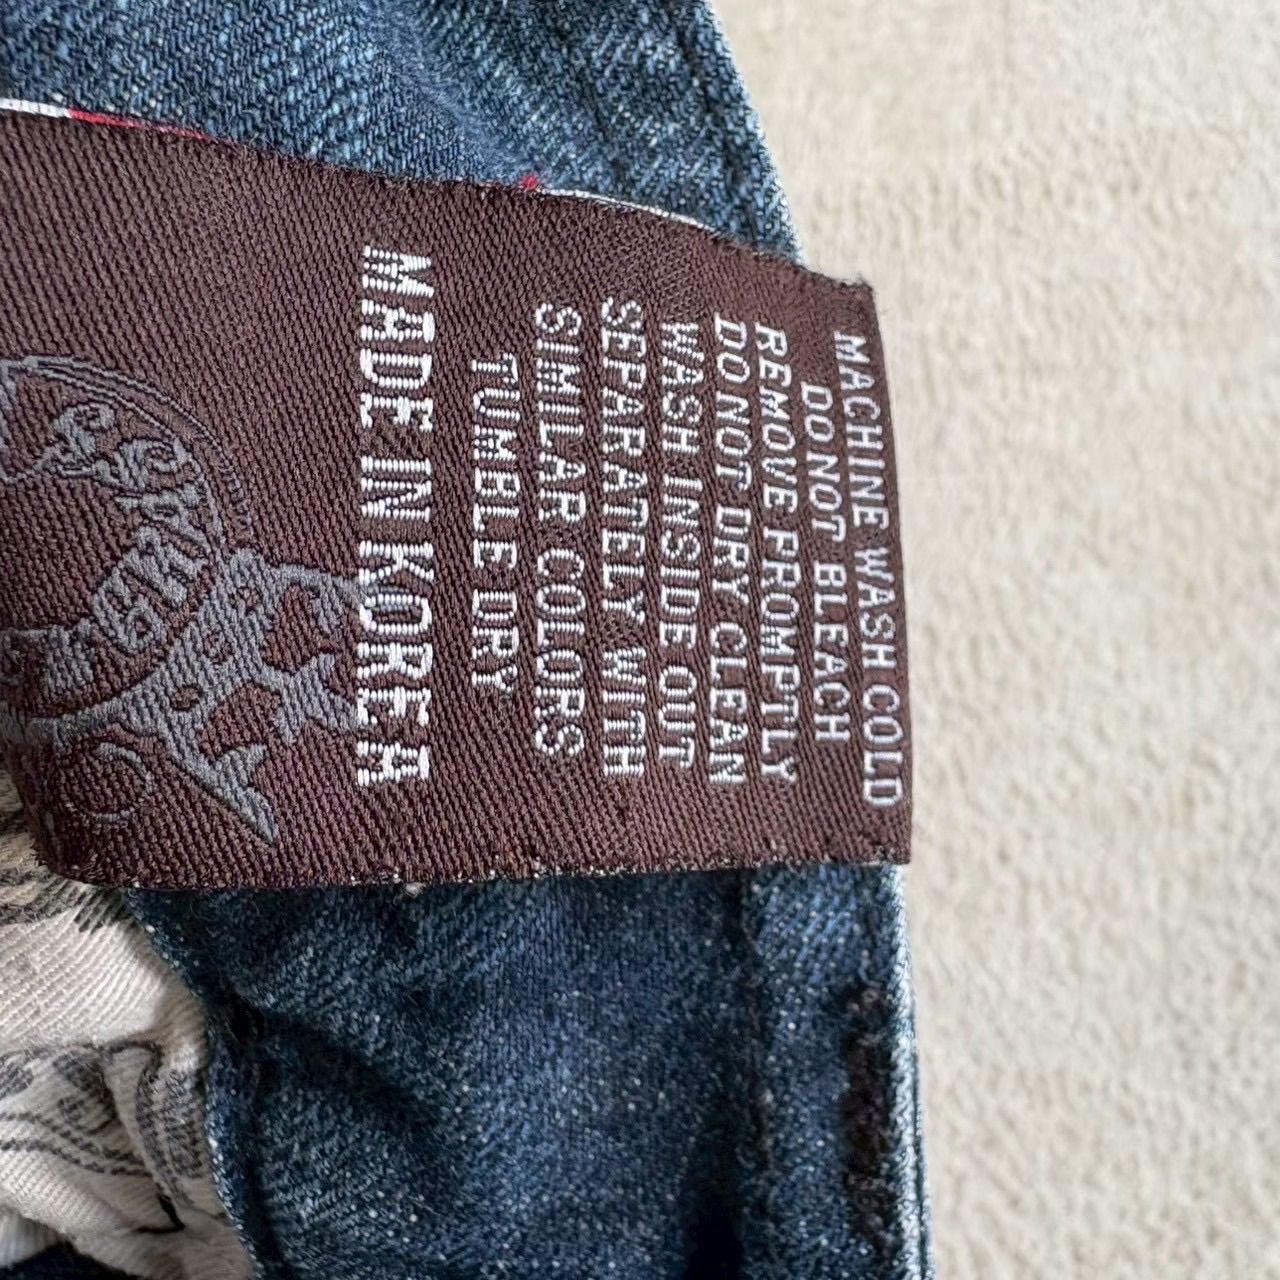 MACHINE WASH COLD
DO NOT BLEACH
REMOVE PROMPTLY
DO NOT DRY CLEAN
WASH INSIDE OUT
SEPARATELY WITH
SIMILAR COLORS
TUMBLE DRY
MADE IN KOREA